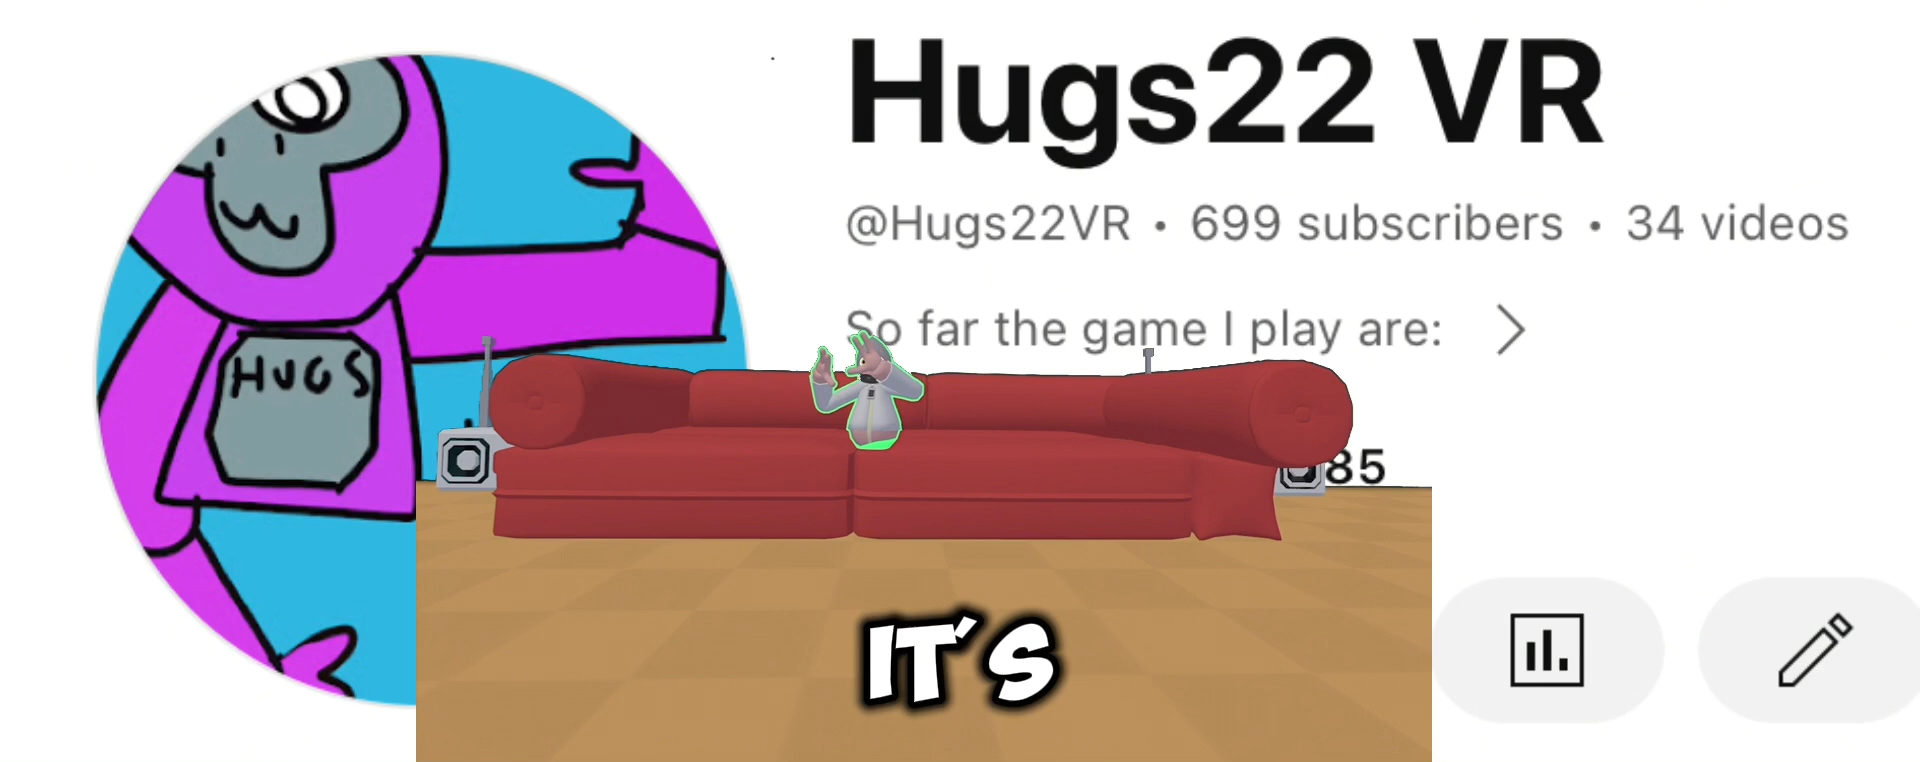 Hugs22 VR
@Hugs22VR • 699 subscribers • 34 videos
So far the game I play are:
HUGS
85
IT'S